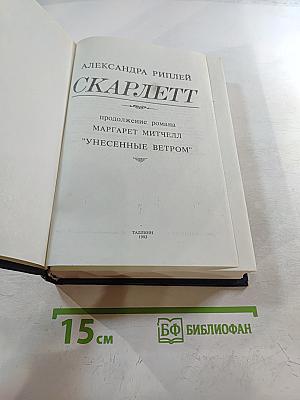 АЛЕКСАНДРА РИПЛЕЙ
СКАРЛЕТТ
продолжение романа
МАРГАРЕТ МИТЧЕЛЛ
"УНЕСЕННЫЕ ВЕТРОМ"
ТАЛЛИНН
1993
15 см
БФ БИБЛИОФАН